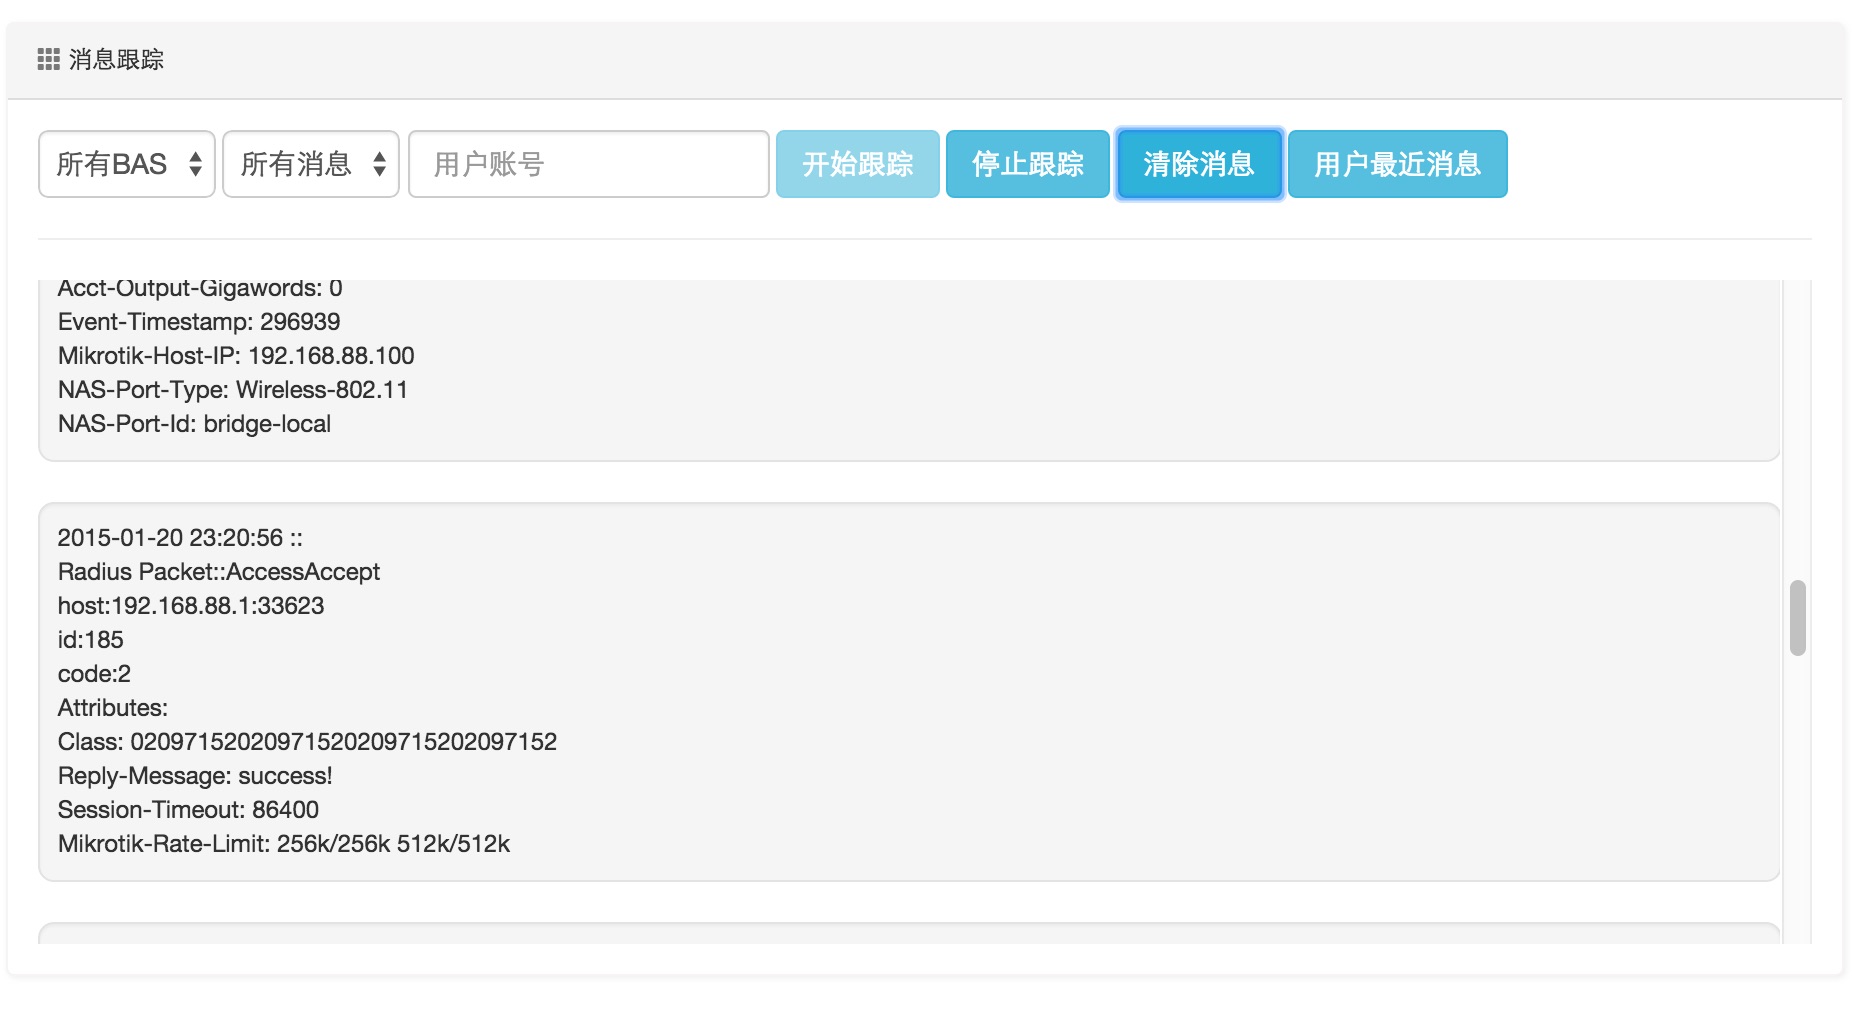 消息跟踪
所有BAS 所有消息 用户账号 开始跟踪 停止跟踪 清除消息 用户最近消息
Acct-Output-Gigawords: 0
Event-Timestamp: 296939
Mikrotik-Host-IP: 192.168.88.100
NAS-Port-Type: Wireless-802.11
NAS-Port-Id: bridge-local
2015-01-20 23:20:56 ::
Radius Packet::AccessAccept
host:192.168.88.1:33623
id:185
code:2
Attributes:
Class: 02097152020971520209715202097152
Reply-Message: success!
Session-Timeout: 86400
Mikrotik-Rate-Limit: 256k/256k 512k/512k